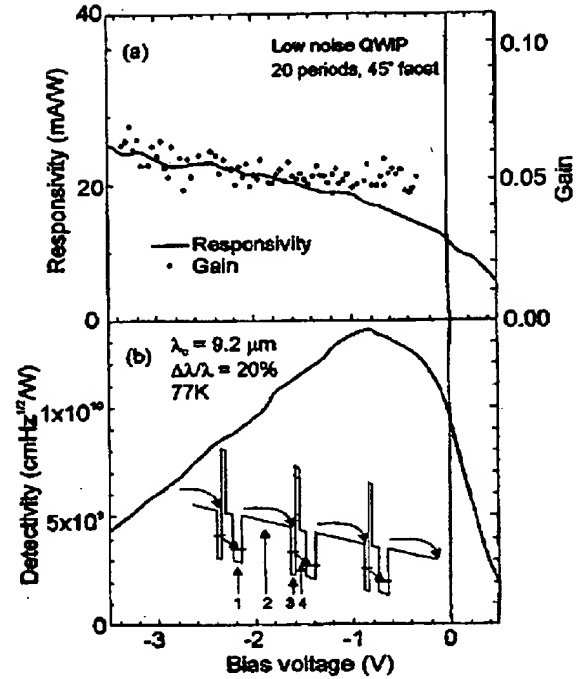 40
(a)
Low noise QWIP
20 periods, 45° facet
0.10
Responsivity (mA/W)
20
0.05
Gain
Responsivity
Gain
0
0.00
(b)
λc = 9.2 μm
Δλ/λ = 20%
77K
Detectivity (cmHz1/2/W)
1x10¹⁰
5x10⁹
1 2 3 4
0
-3 -2 -1 0
Bias voltage (V)